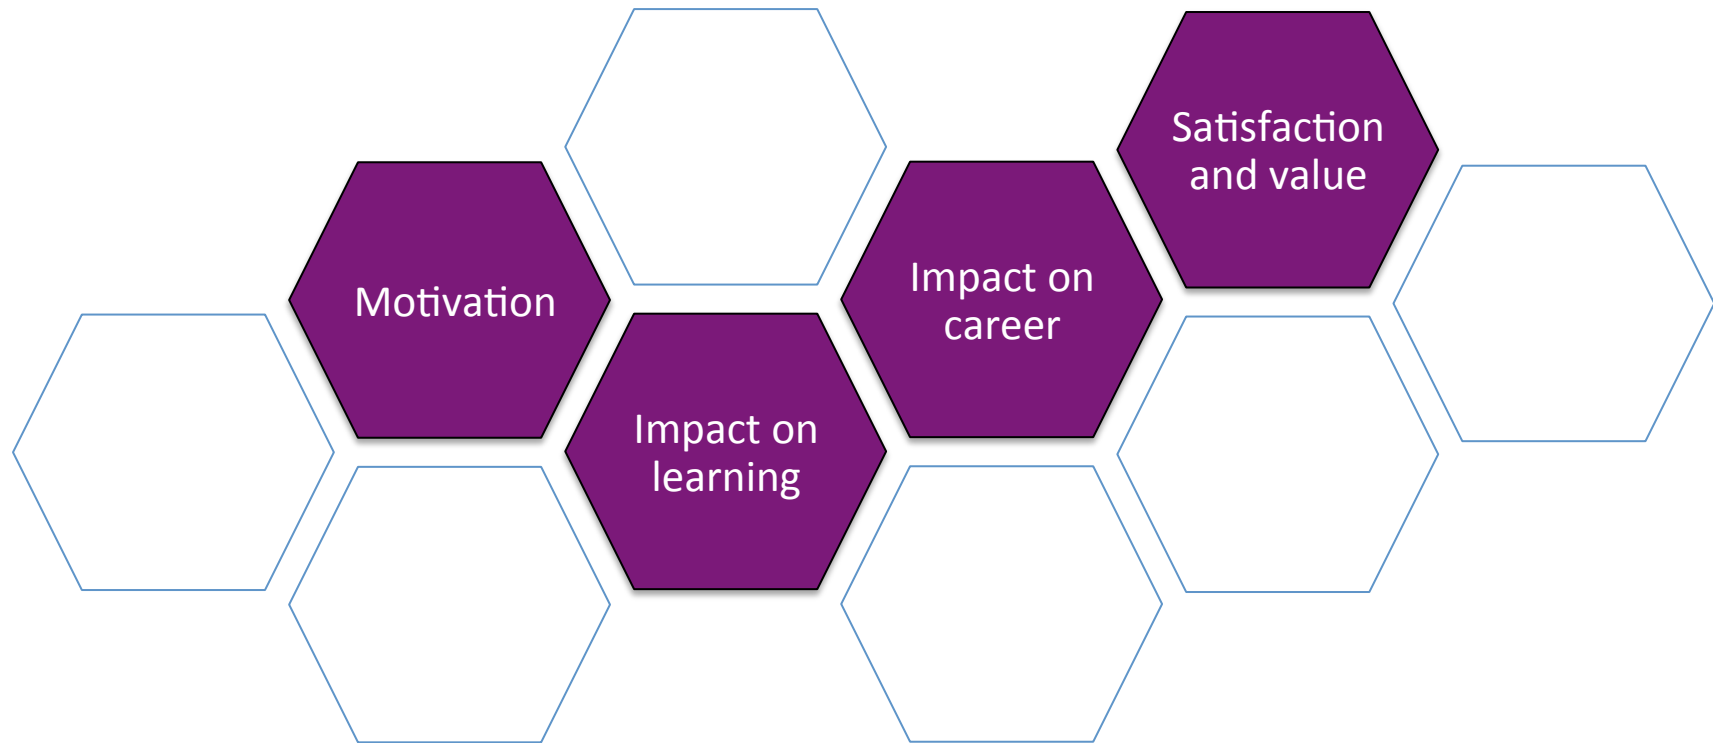 Motivation
Impact on
learning
Impact on
career
Satisfaction
and value